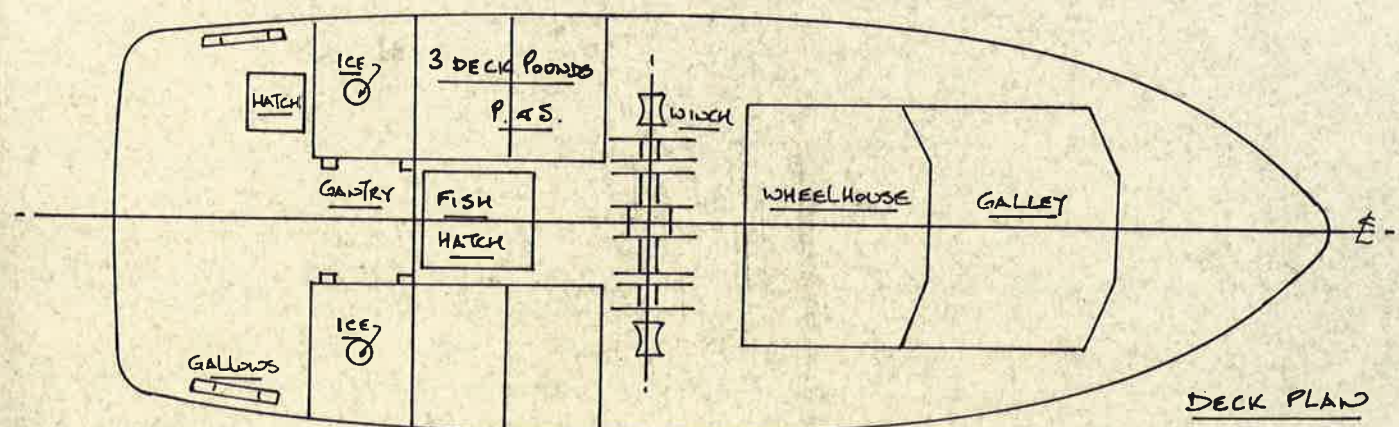 ICE
3 DECK POUNDS
P. & S.
HATCH
WINCH
GANTRY
FISH
HATCH
WHEELHOUSE
GALLEY
ICE
GALLOWS
DECK PLAN